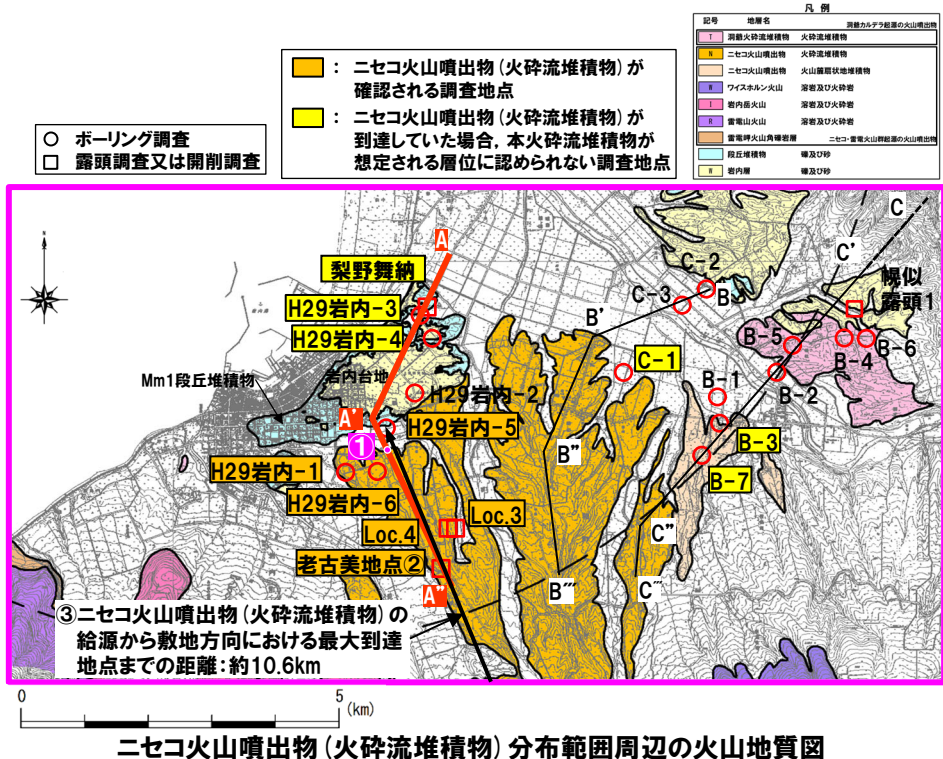 凡 例
記号 地層名 洞爺カルデラ起源の火山噴出物
T 洞爺火砕流堆積物 火砕流堆積物
N ニセコ火山噴出物 火砕流堆積物
ニセコ火山噴出物 火山麓扇状地堆積物
W ワイスホルン火山 溶岩及び火砕岩
I 岩内岳火山 溶岩及び火砕岩
R 雷電山火山 溶岩及び火砕岩
雷電岬火山角礫岩層 ニセコ・雷電火山群起源の火山噴出物
段丘堆積物 礫及び砂
W 岩内層 礫及び砂
: ニセコ火山噴出物(火砕流堆積物)が
確認される調査地点
: ニセコ火山噴出物(火砕流堆積物)が
到達していた場合,本火砕流堆積物が
想定される層位に認められない調査地点
ボーリング調査
露頭調査又は開削調査
A
梨野舞納
H29岩内-3
H29岩内-4
岩内台地
Mm1段丘堆積物
H29岩内-2
A'
①
H29岩内-5
H29岩内-1
H29岩内-6
Loc.3
Loc.4
老古美地点②
A"
C
C'
C-2
C-3
B
B'
幌似
露頭1
B-5
B-4
B-6
C-1
B-2
B-1
B-3
B"
B-7
C"
B"'
C"'
③ニセコ火山噴出物(火砕流堆積物)の
給源から敷地方向における最大到達
地点までの距離:約10.6km
0 5
(km)
ニセコ火山噴出物(火砕流堆積物)分布範囲周辺の火山地質図